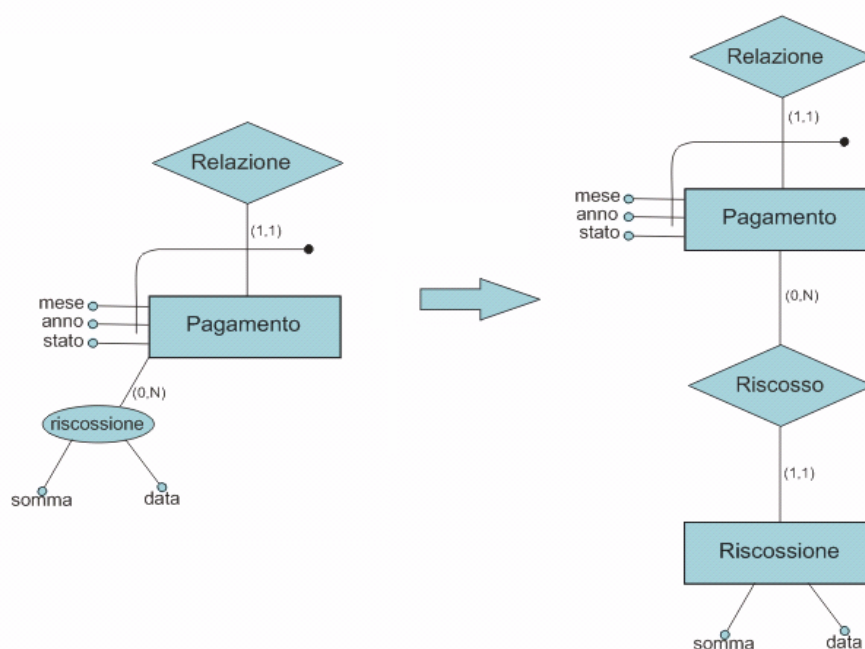 Relazione
(1,1)
mese
anno
stato
Pagamento
(0,N)
riscossione
somma
data
Relazione
(1,1)
mese
anno
stato
Pagamento
(0,N)
Riscosso
(1,1)
Riscossione
somma
data